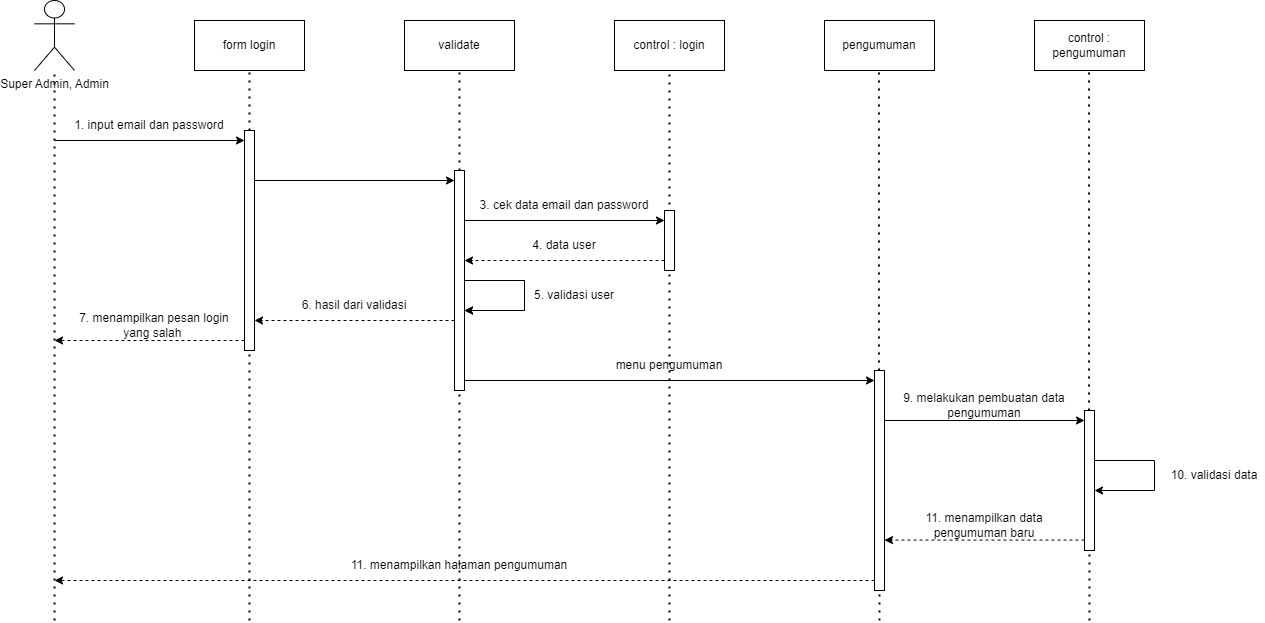 form login
validate
control : login
pengumuman
control :
pengumuman
Super Admin, Admin
1. input email dan password
3. cek data email dan password
4. data user
5. validasi user
6. hasil dari validasi
7. menampilkan pesan login
yang salah
menu pengumuman
9. melakukan pembuatan data
pengumuman
10. validasi data
11. menampilkan data
pengumuman baru
11. menampilkan halaman pengumuman